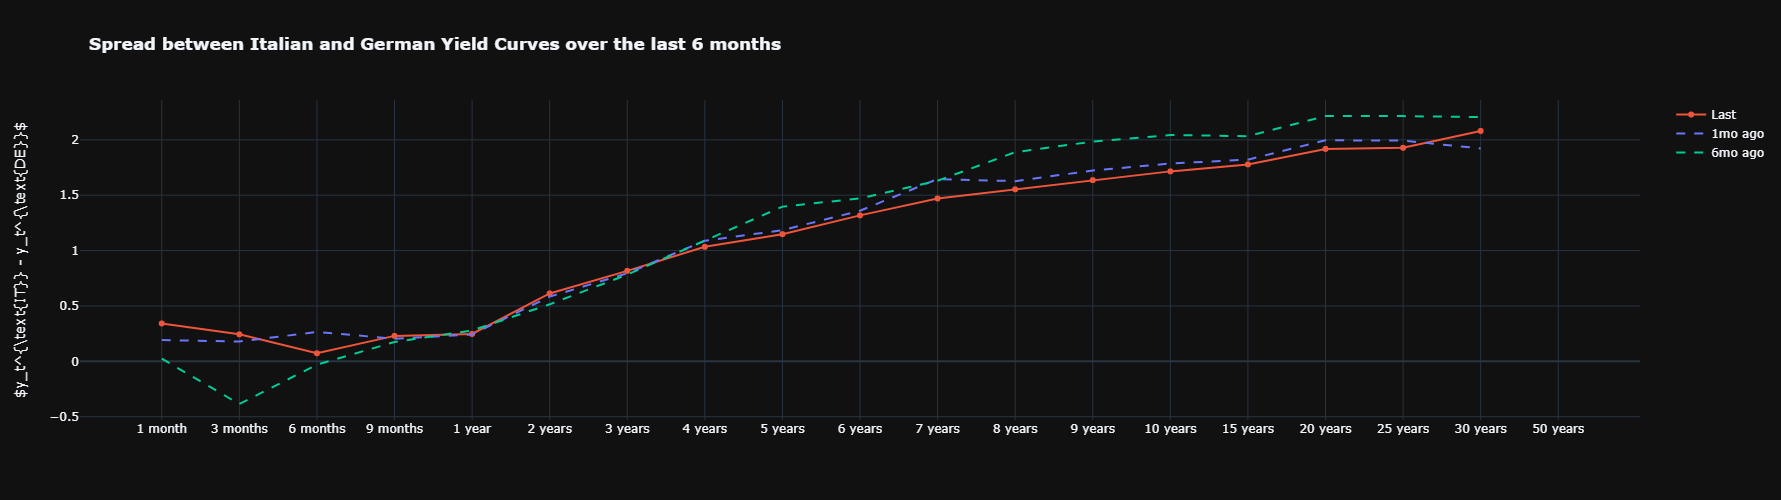 Spread between Italian and German Yield Curves over the last 6 months
$y_t^{\text{IT}} - y_t^{\text{DE}}$
2
1.5
1
0.5
0
−0.5
1 month 3 months 6 months 9 months 1 year 2 years 3 years 4 years 5 years 6 years 7 years 8 years 9 years 10 years 15 years 20 years 25 years 30 years 50 years
Last
1mo ago
6mo ago